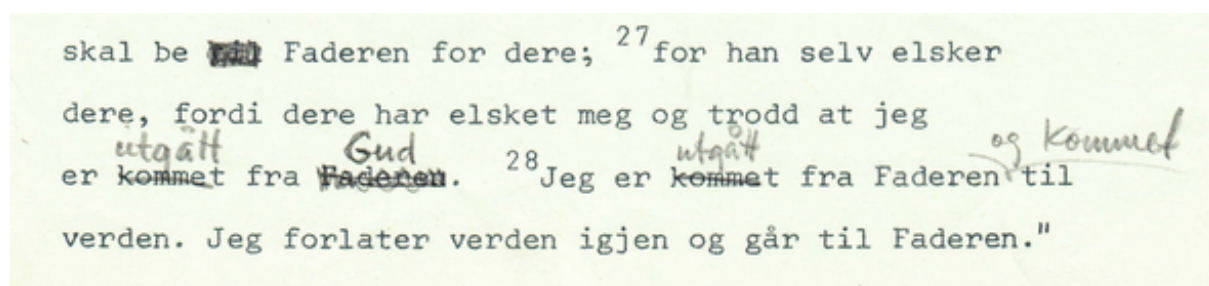 skal be Faderen for dere; 27 for han selv elsker
dere, fordi dere har elsket meg og trodd at jeg
utgått Gud utgått og kommet
er kommet fra Faderen. 28 Jeg er kommet fra Faderen til
verden. Jeg forlater verden igjen og går til Faderen."